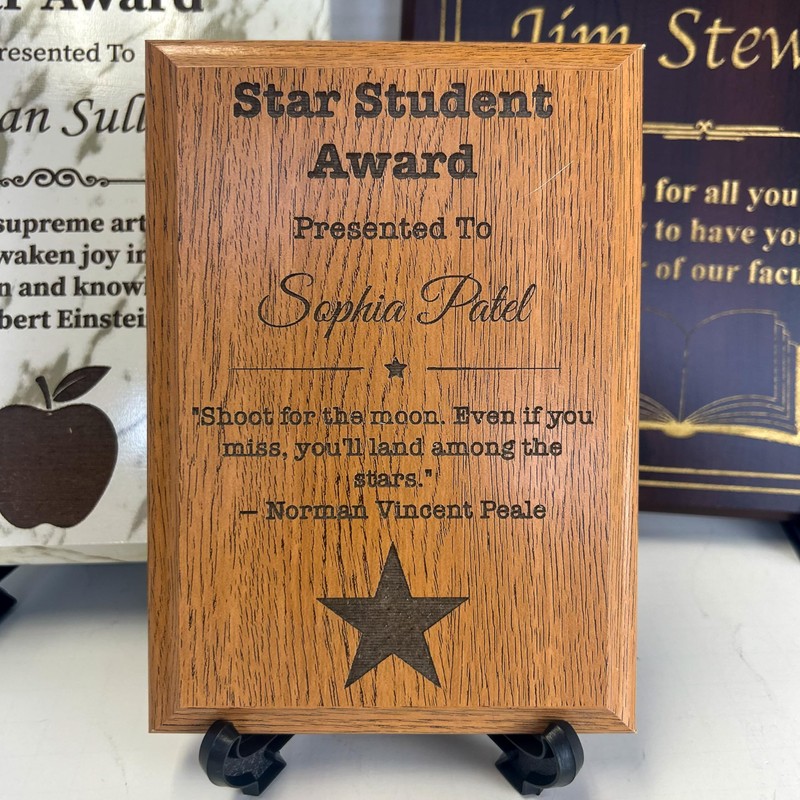 Star Student
Award
Presented To
Sophia Patel
"Shoot for the moon. Even if you
miss, you'll land among the
stars."
— Norman Vincent Peale
Award
resented To
an Sull
supreme art
waken joy in
n and knowl
bert Einstei
Jim Stew
for all you
to have you
of our facu